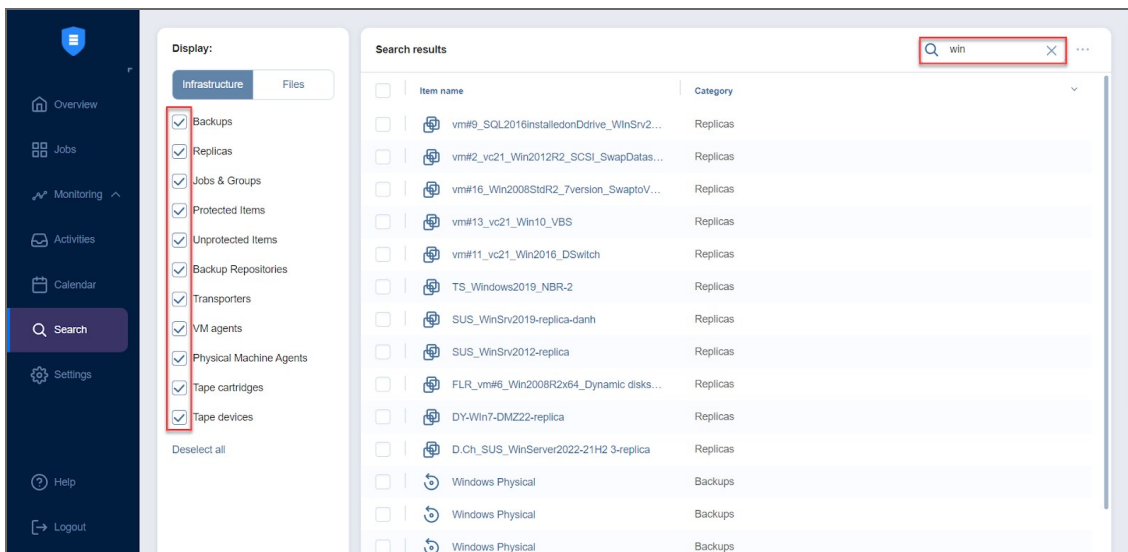 Overview
Jobs
Monitoring
Activities
Calendar
Search
Settings
Help
Logout
Display:
Infrastructure Files
Backups
Replicas
Jobs & Groups
Protected Items
Unprotected Items
Backup Repositories
Transporters
VM agents
Physical Machine Agents
Tape cartridges
Tape devices
Deselect all
Search results win
Item name Category
vm#9_SQL2016installedonDdrive_WInSrv2... Replicas
vm#2_vc21_Win2012R2_SCSI_SwapDatas... Replicas
vm#16_Win2008StdR2_7version_SwaptoV... Replicas
vm#13_vc21_Win10_VBS Replicas
vm#11_vc21_Win2016_DSwitch Replicas
TS_Windows2019_NBR-2 Replicas
SUS_WinSrv2019-replica-danh Replicas
SUS_WinSrv2012-replica Replicas
FLR_vm#6_Win2008R2x64_Dynamic disks... Replicas
DY-WIn7-DMZ22-replica Replicas
D.Ch_SUS_WinServer2022-21H2 3-replica Replicas
Windows Physical Backups
Windows Physical Backups
Windows Physical Backups